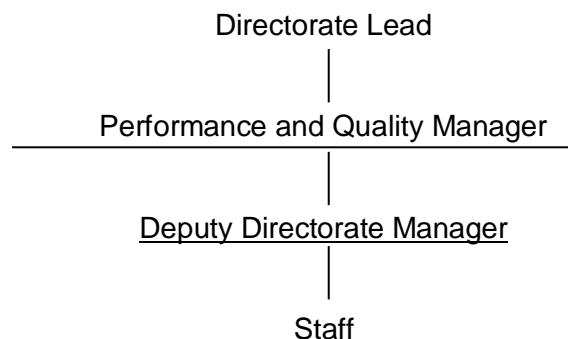 Directorate Lead
Performance and Quality Manager
Deputy Directorate Manager
Staff